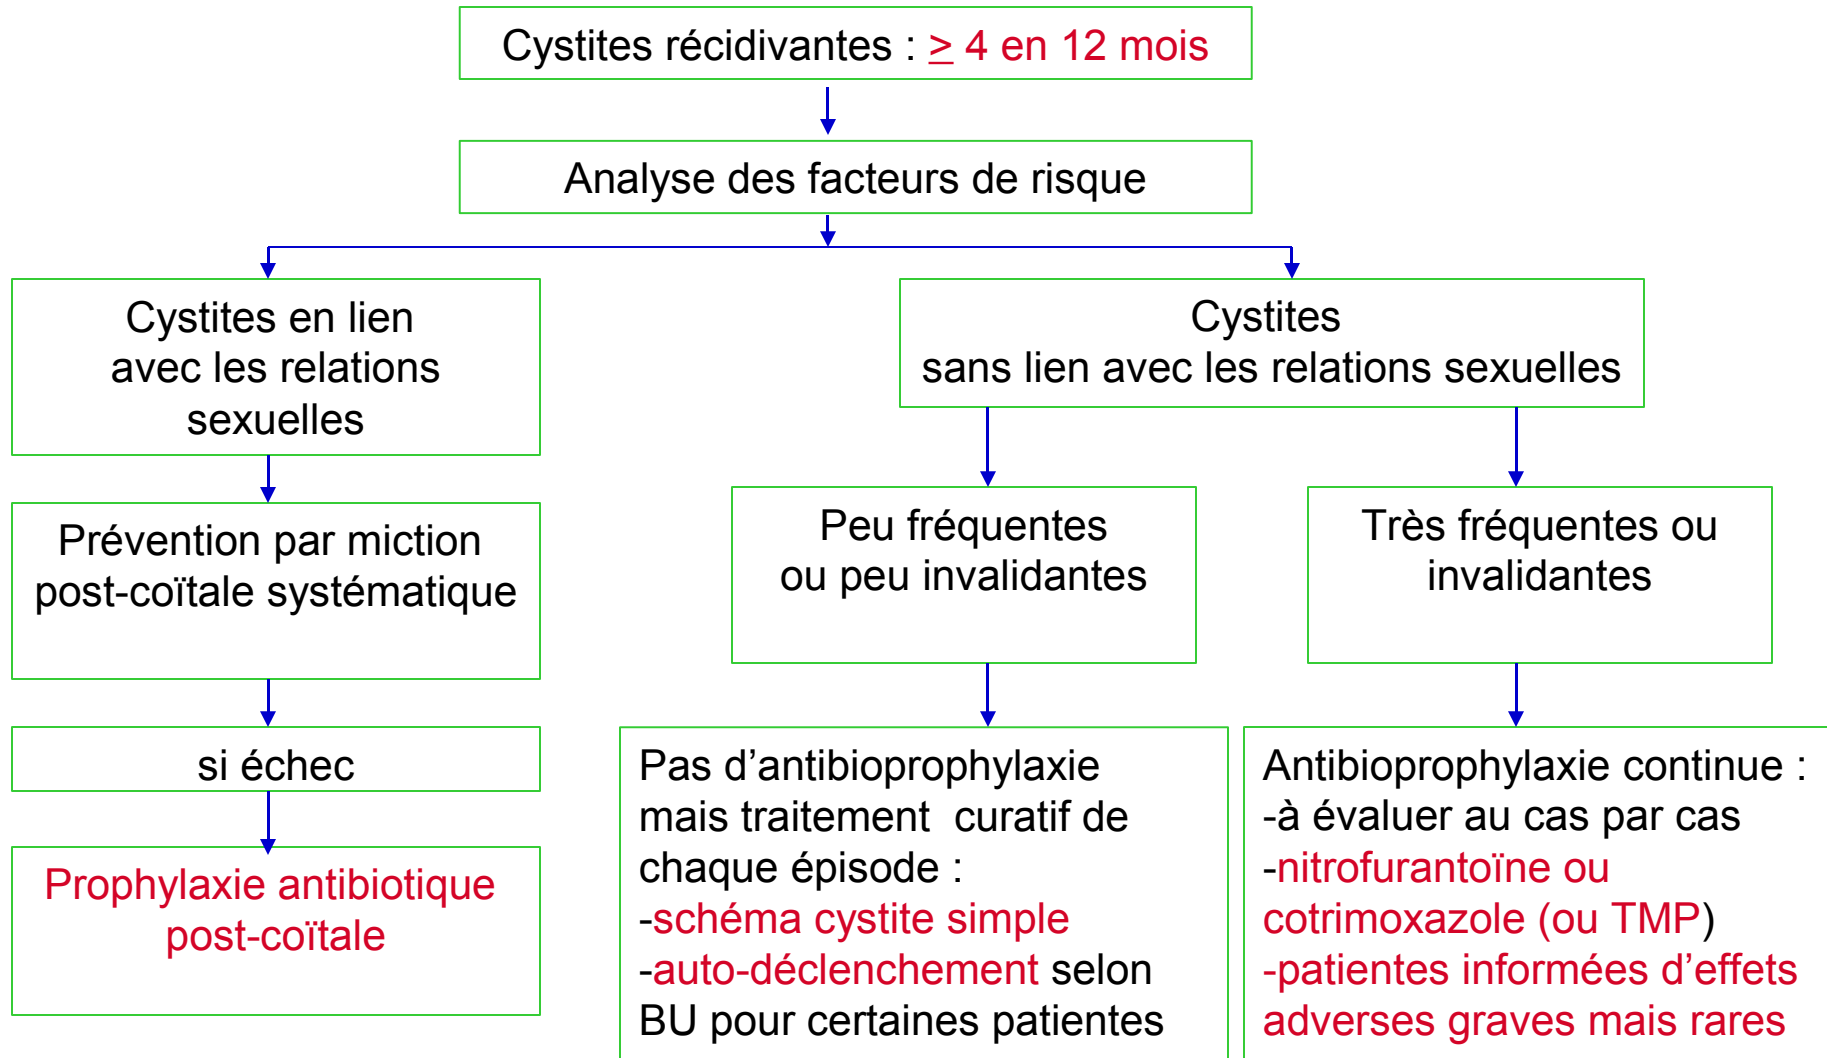 Cystites récidivantes : ≥ 4 en 12 mois
Analyse des facteurs de risque
Cystites en lien
avec les relations
sexuelles
Cystites
sans lien avec les relations sexuelles
Prévention par miction
post-coïtale systématique
Peu fréquentes
ou peu invalidantes
Très fréquentes ou
invalidantes
si échec
Prophylaxie antibiotique
post-coïtale
Pas d’antibioprophylaxie
mais traitement curatif de
chaque épisode :
-schéma cystite simple
-auto-déclenchement selon
BU pour certaines patientes
Antibioprophylaxie continue :
-à évaluer au cas par cas
-nitrofurantoïne ou
cotrimoxazole (ou TMP)
-patientes informées d’effets
adverses graves mais rares